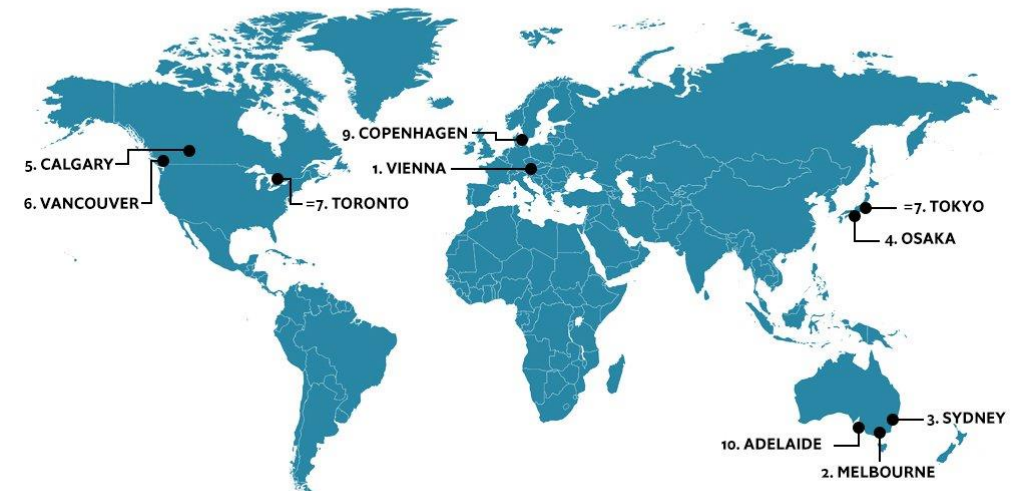 9. COPENHAGEN
1. VIENNA
5. CALGARY
6. VANCOUVER
=7. TORONTO
=7. TOKYO
4. OSAKA
3. SYDNEY
10. ADELAIDE
2. MELBOURNE